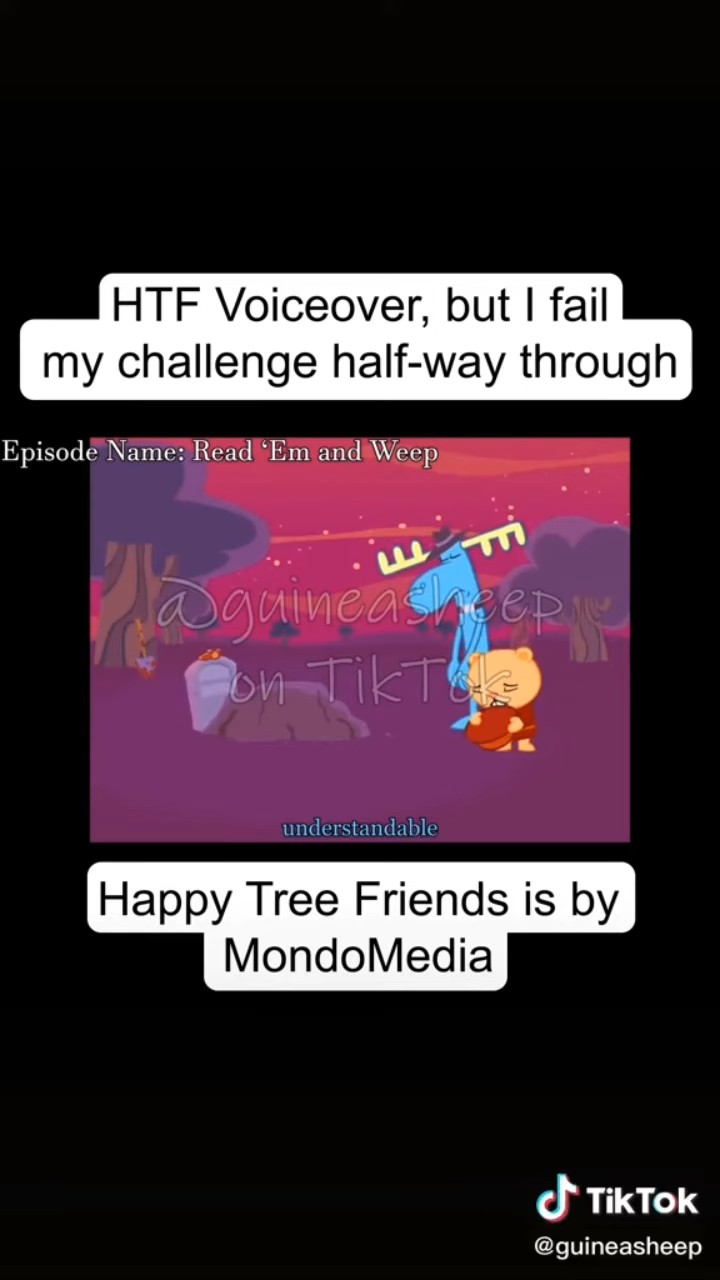 HTF Voiceover, but I fail
my challenge half-way through
Episode Name: Read ‘Em and Weep
@guineasheep
on TikTok
understandable
Happy Tree Friends is by
MondoMedia
TikTok
@guineasheep